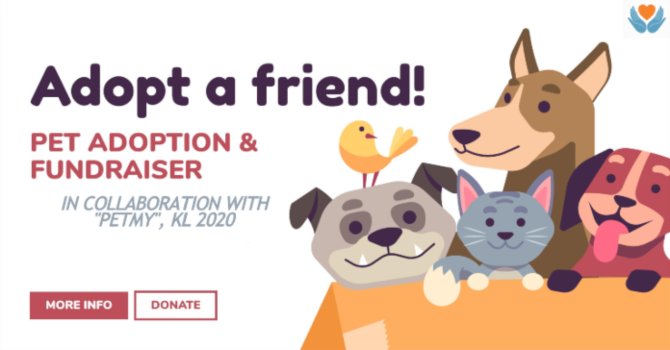 Adopt a friend!
PET ADOPTION &
FUNDRAISER
IN COLLABORATION WITH
"PETMY", KL 2020
MORE INFO
DONATE